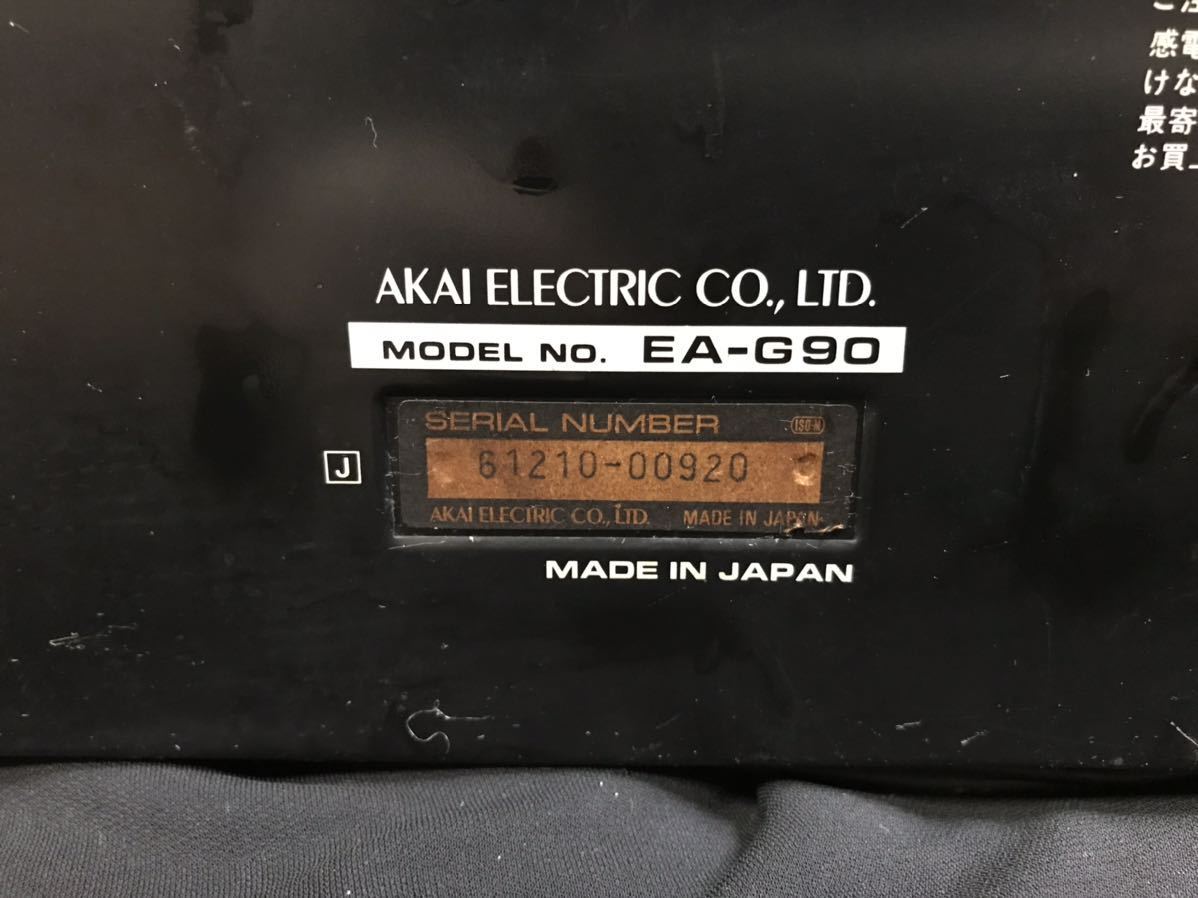 感電
けな
最寄
お買上
AKAI ELECTRIC CO., LTD.
MODEL NO. EA-G90
SERIAL NUMBER ISO-N
61210-00920
J
AKAI ELECTRIC CO., LTD. MADE IN JAPAN
MADE IN JAPAN